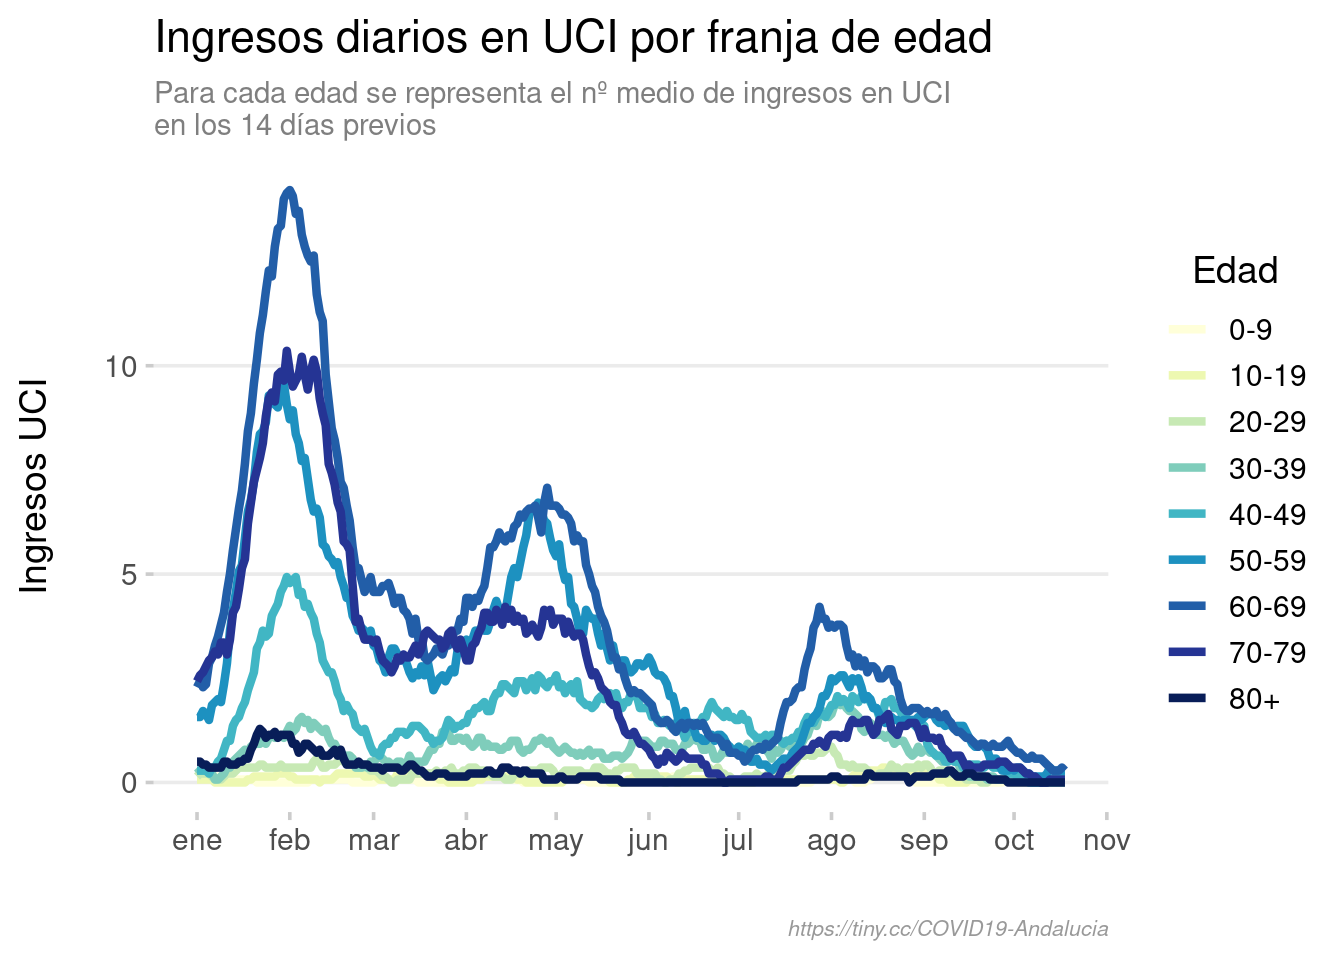 Ingresos diarios en UCI por franja de edad
Para cada edad se representa el nº medio de ingresos en UCI
en los 14 días previos
Ingresos UCI
10
5
0
ene feb mar abr may jun jul ago sep oct nov
Edad
0-9
10-19
20-29
30-39
40-49
50-59
60-69
70-79
80+
https://tiny.cc/COVID19-Andalucia